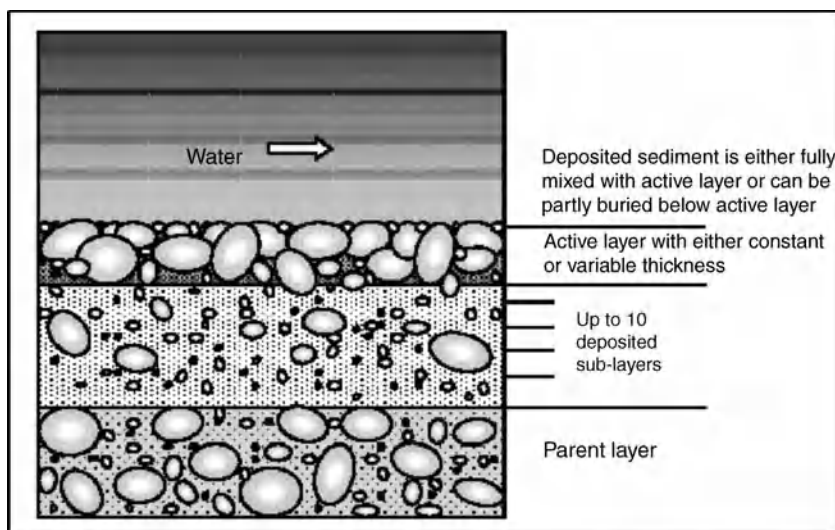 Water
Deposited sediment is either fully
mixed with active layer or can be
partly buried below active layer
Active layer with either constant
or variable thickness
Up to 10
deposited
sub-layers
Parent layer